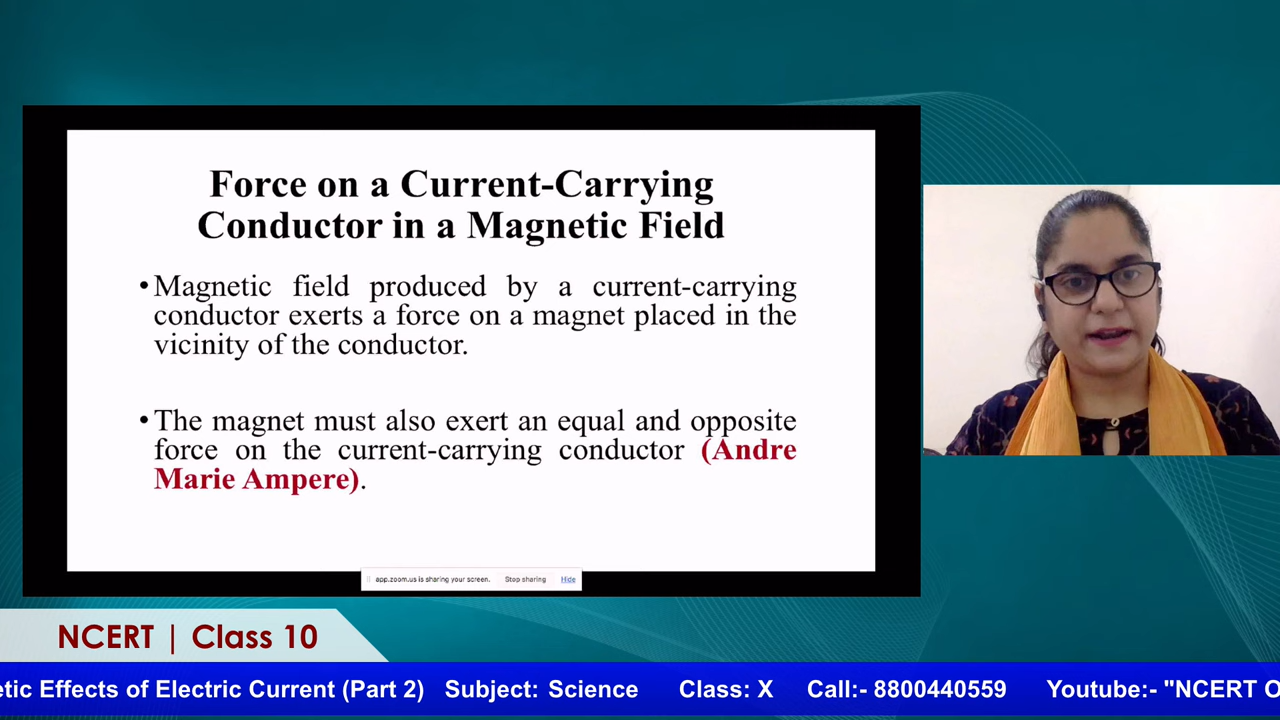 Force on a Current-Carrying
Conductor in a Magnetic Field
•Magnetic field produced by a current-carrying
conductor exerts a force on a magnet placed in the
vicinity of the conductor.
•The magnet must also exert an equal and opposite
force on the current-carrying conductor (Andre
Marie Ampere).
app.zoom.us is sharing your screen. Stop sharing Hide
NCERT | Class 10
etic Effects of Electric Current (Part 2) Subject: Science Class: X Call:- 8800440559 Youtube:- "NCERT O